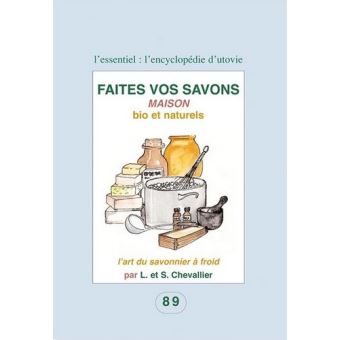 l'essentiel : l'encyclopédie d'utovie
FAITES VOS SAVONS
MAISON
bio et naturels
l'art du savonnier à froid
par L. et S. Chevallier
89